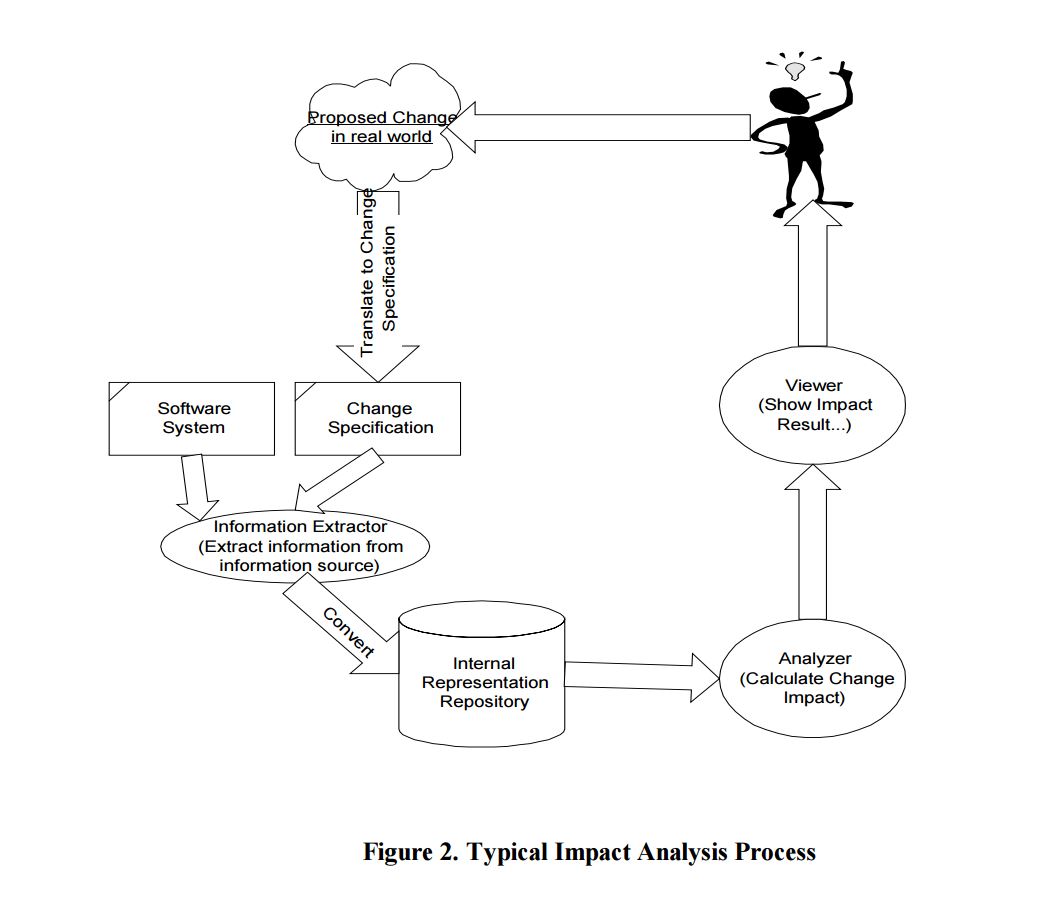 Proposed Change
in real world
Translate to Change
Specification
Software
System
Change
Specification
Viewer
(Show Impact
Result...)
Information Extractor
(Extract information from
information source)
Convert
Internal
Representation
Repository
Analyzer
(Calculate Change
Impact)
Figure 2. Typical Impact Analysis Process